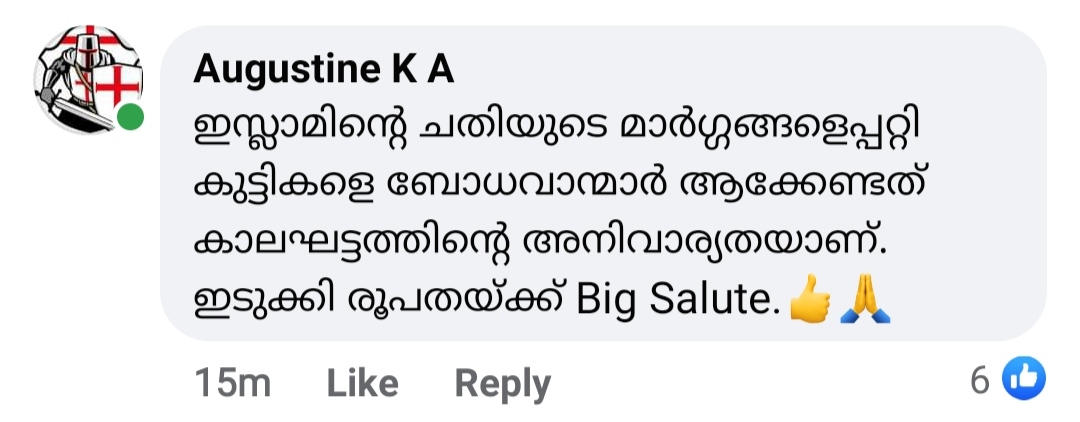 Augustine K A
ഇസ്ലാമിന്റെ ചതിയുടെ മാർഗ്ഗങ്ങളെപ്പറ്റി
കുട്ടികളെ ബോധവാന്മാർ ആക്കേണ്ടത്
കാലഘട്ടത്തിന്റെ അനിവാര്യതയാണ്.
ഇടുക്കി രൂപതയ്ക്ക് Big Salute.👍🙏
15m Like Reply 6